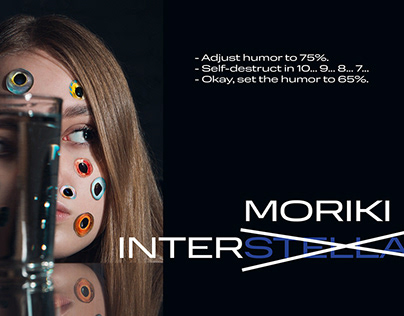 - Adjust humor to 75%.
- Self-destruct in 10... 9... 8... 7...
- Okay, set the humor to 65%.
MORIKI
INTERSTELLA